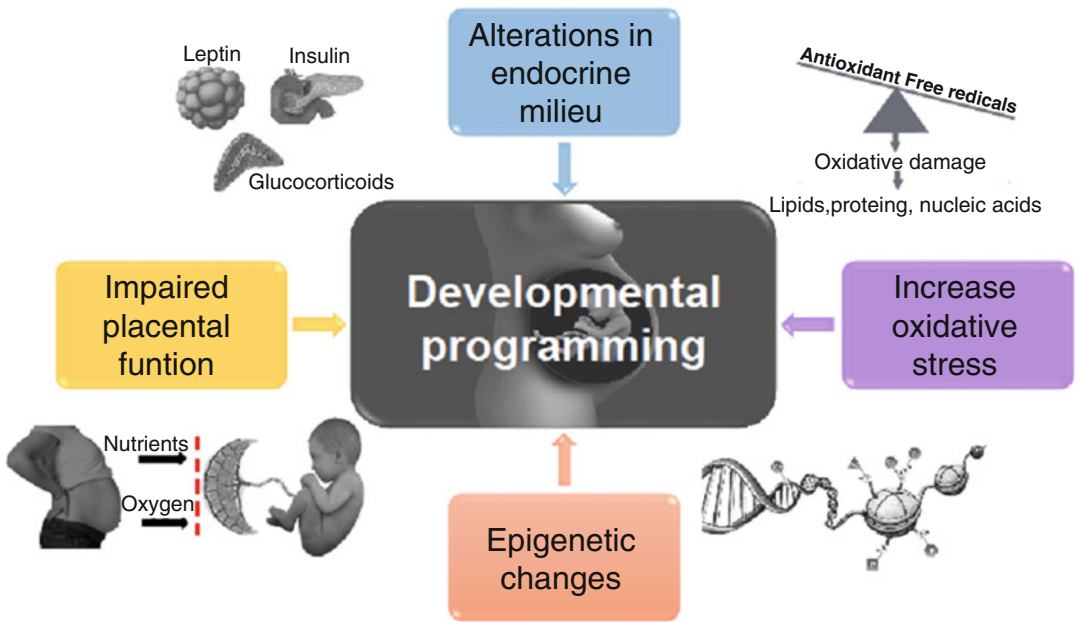 Leptin
Insulin
Glucocorticoids
Alterations in
endocrine
milieu
Antioxidant Free redicals
Oxidative damage
Lipids,proteing, nucleic acids
Impaired
placental
funtion
Developmental
programming
Increase
oxidative
stress
Nutrients
Oxygen
Epigenetic
changes